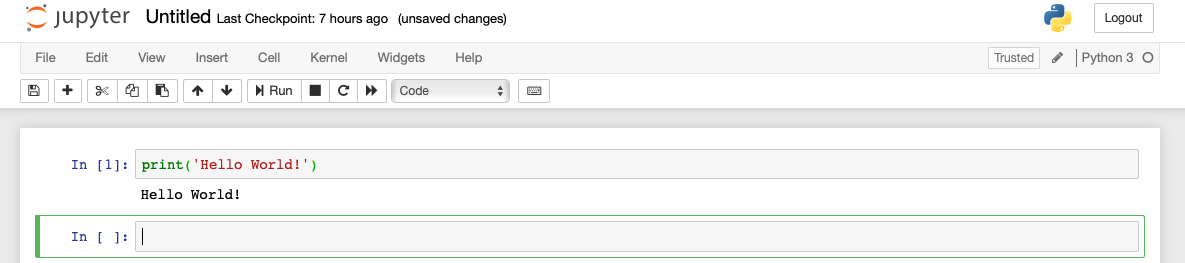 jupyter Untitled Last Checkpoint: 7 hours ago (unsaved changes) Logout
File Edit View Insert Cell Kernel Widgets Help Trusted Python 3
Run Code
In [1]: print('Hello World!')
Hello World!
In [ ]: